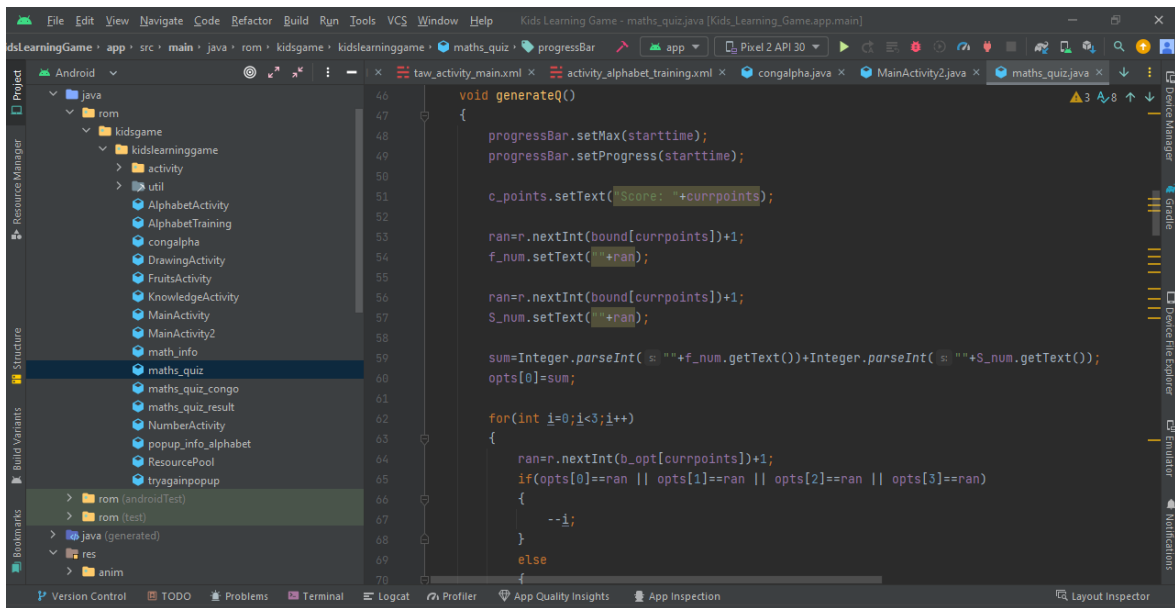 File Edit View Navigate Code Refactor Build Run Tools VCS Window Help Kids Learning Game - maths_quiz.java [Kids_Learning_Game.app.main]
dsLearningGame app src main java rom kidsgame kidslearninggame maths_quiz progressBar app Pixel 2 API 30
Android
taw_activity_main.xml activity_alphabet_training.xml congalpha.java MainActivity2.java maths_quiz.java
Project
Resource Manager
Structure
Build Variants
Bookmarks
java
rom
kidsgame
kidslearninggame
activity
util
AlphabetActivity
AlphabetTraining
congalpha
DrawingActivity
FruitsActivity
KnowledgeActivity
MainActivity
MainActivity2
math_info
maths_quiz
maths_quiz_congo
maths_quiz_result
NumberActivity
popup_info_alphabet
ResourcePool
tryagainpopup
rom (androidTest)
rom (test)
java (generated)
res
anim
3 8
46 void generateQ()
47 {
48 progressBar.setMax(starttime);
49 progressBar.setProgress(starttime);
50
51 c_points.setText("Score: "+currpoints);
52
53 ran=r.nextInt(bound[currpoints])+1;
54 f_num.setText(""+ran);
55
56 ran=r.nextInt(bound[currpoints])+1;
57 S_num.setText(""+ran);
58
59 sum=Integer.parseInt( s: ""+f_num.getText())+Integer.parseInt( s: ""+S_num.getText());
60 opts[0]=sum;
61
62 for(int i=0;i<3;i++)
63 {
64 ran=r.nextInt(b_opt[currpoints])+1;
65 if(opts[0]==ran || opts[1]==ran || opts[2]==ran || opts[3]==ran)
66 {
67 --i;
68 }
69 else
70 {
Device Manager
Gradle
Device File Explorer
Emulator
Notifications
Version Control TODO Problems Terminal Logcat Profiler App Quality Insights App Inspection Layout Inspector